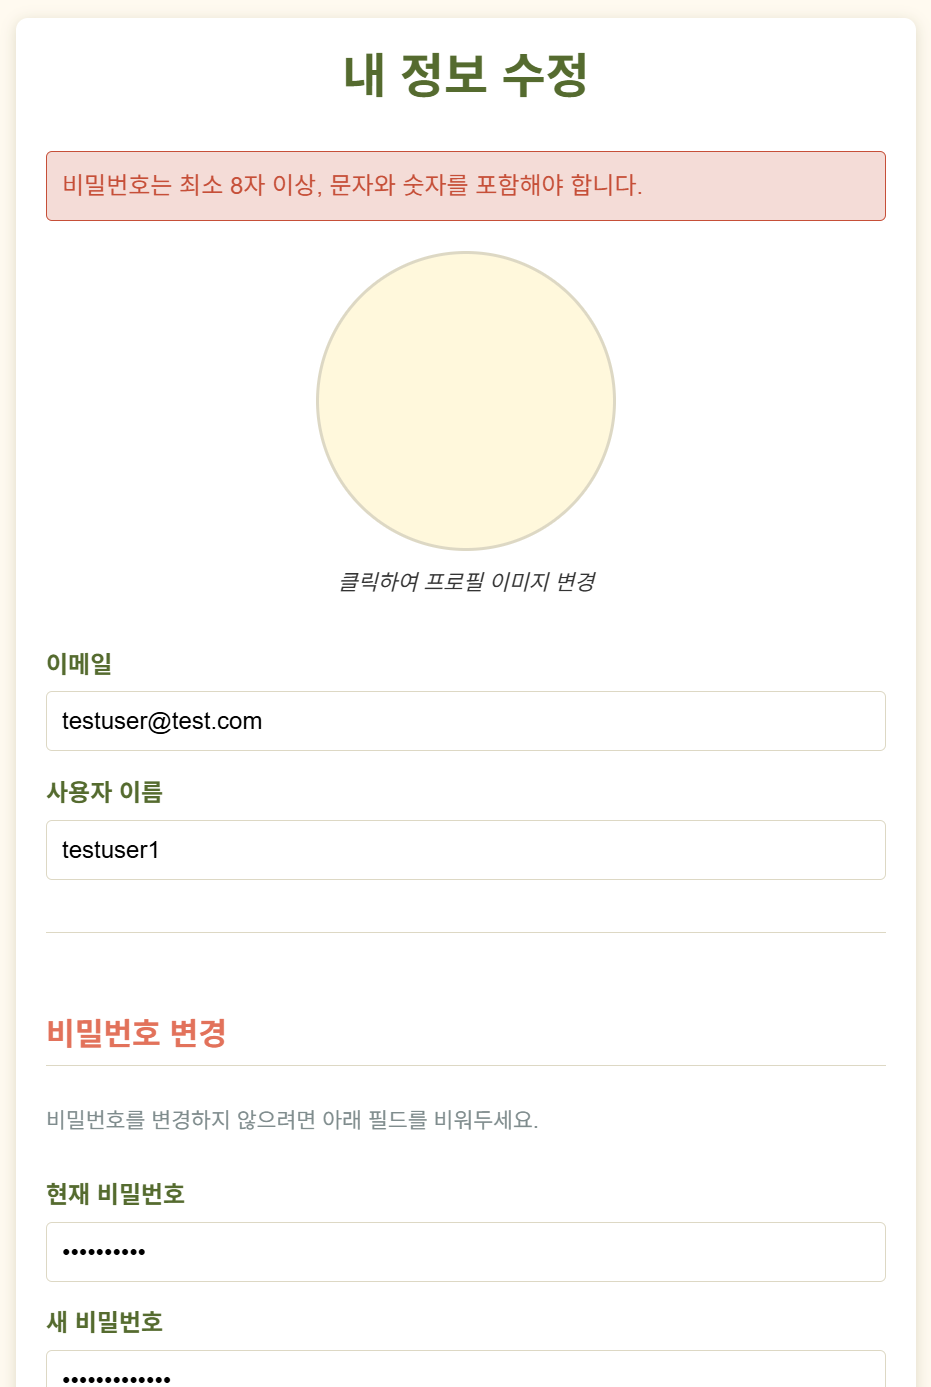 내 정보 수정
비밀번호는 최소 8자 이상, 문자와 숫자를 포함해야 합니다.
클릭하여 프로필 이미지 변경
이메일
testuser@test.com
사용자 이름
testuser1
비밀번호 변경
비밀번호를 변경하지 않으려면 아래 필드를 비워두세요.
현재 비밀번호
••••••••••
새 비밀번호
•••••••••••••